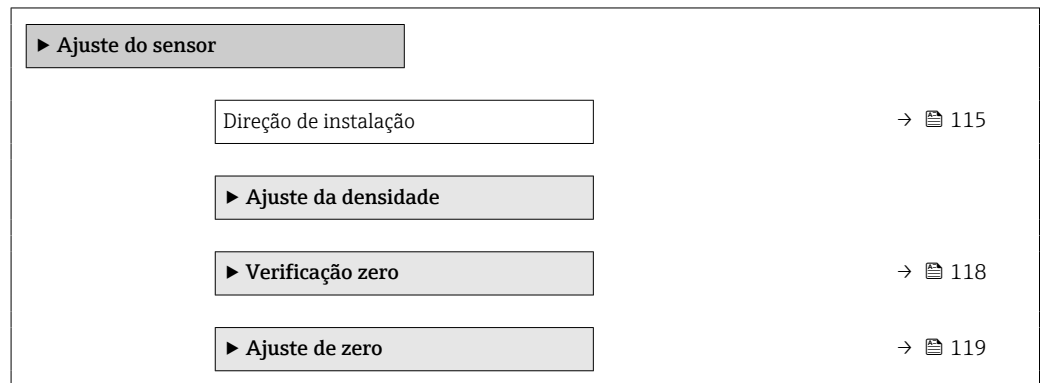 ▶ Ajuste do sensor
Direção de instalação → 115
▶ Ajuste da densidade
▶ Verificação zero → 118
▶ Ajuste de zero → 119